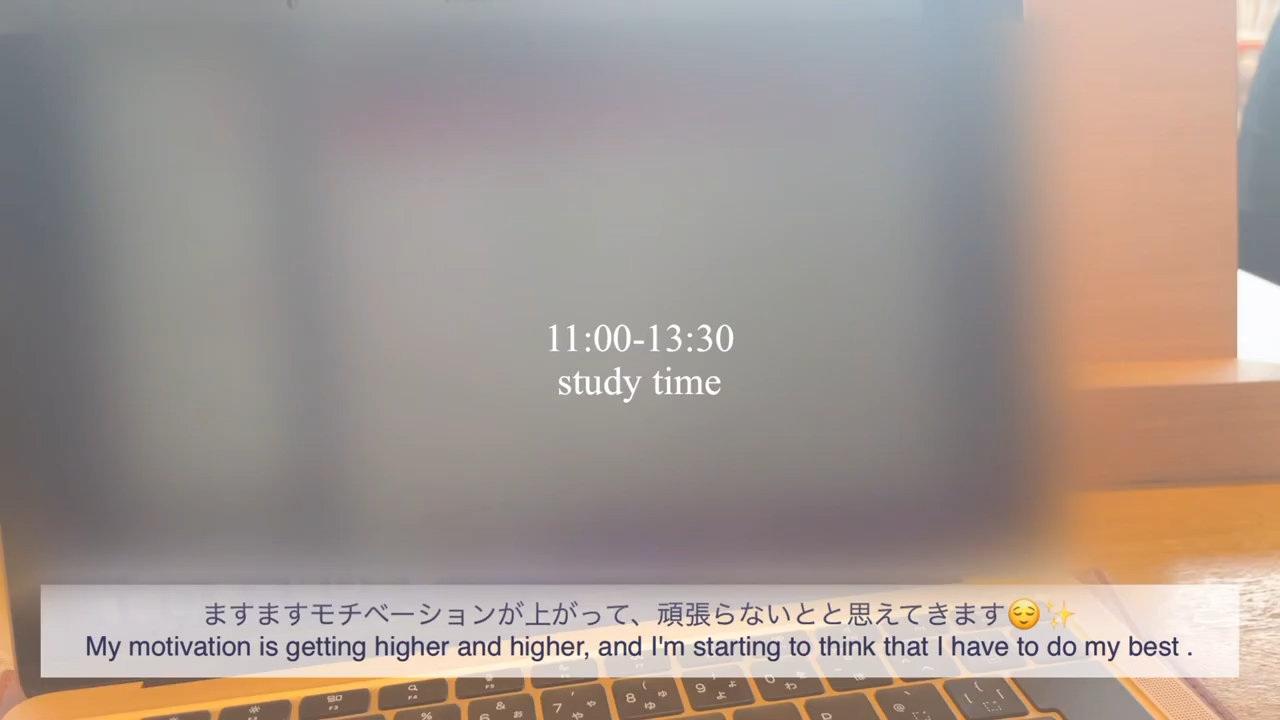 11:00-13:30
study time
ますますモチベーションが上がって、頑張らないとと思えてきます😌✨
My motivation is getting higher and higher, and I'm starting to think that I have to do my best .